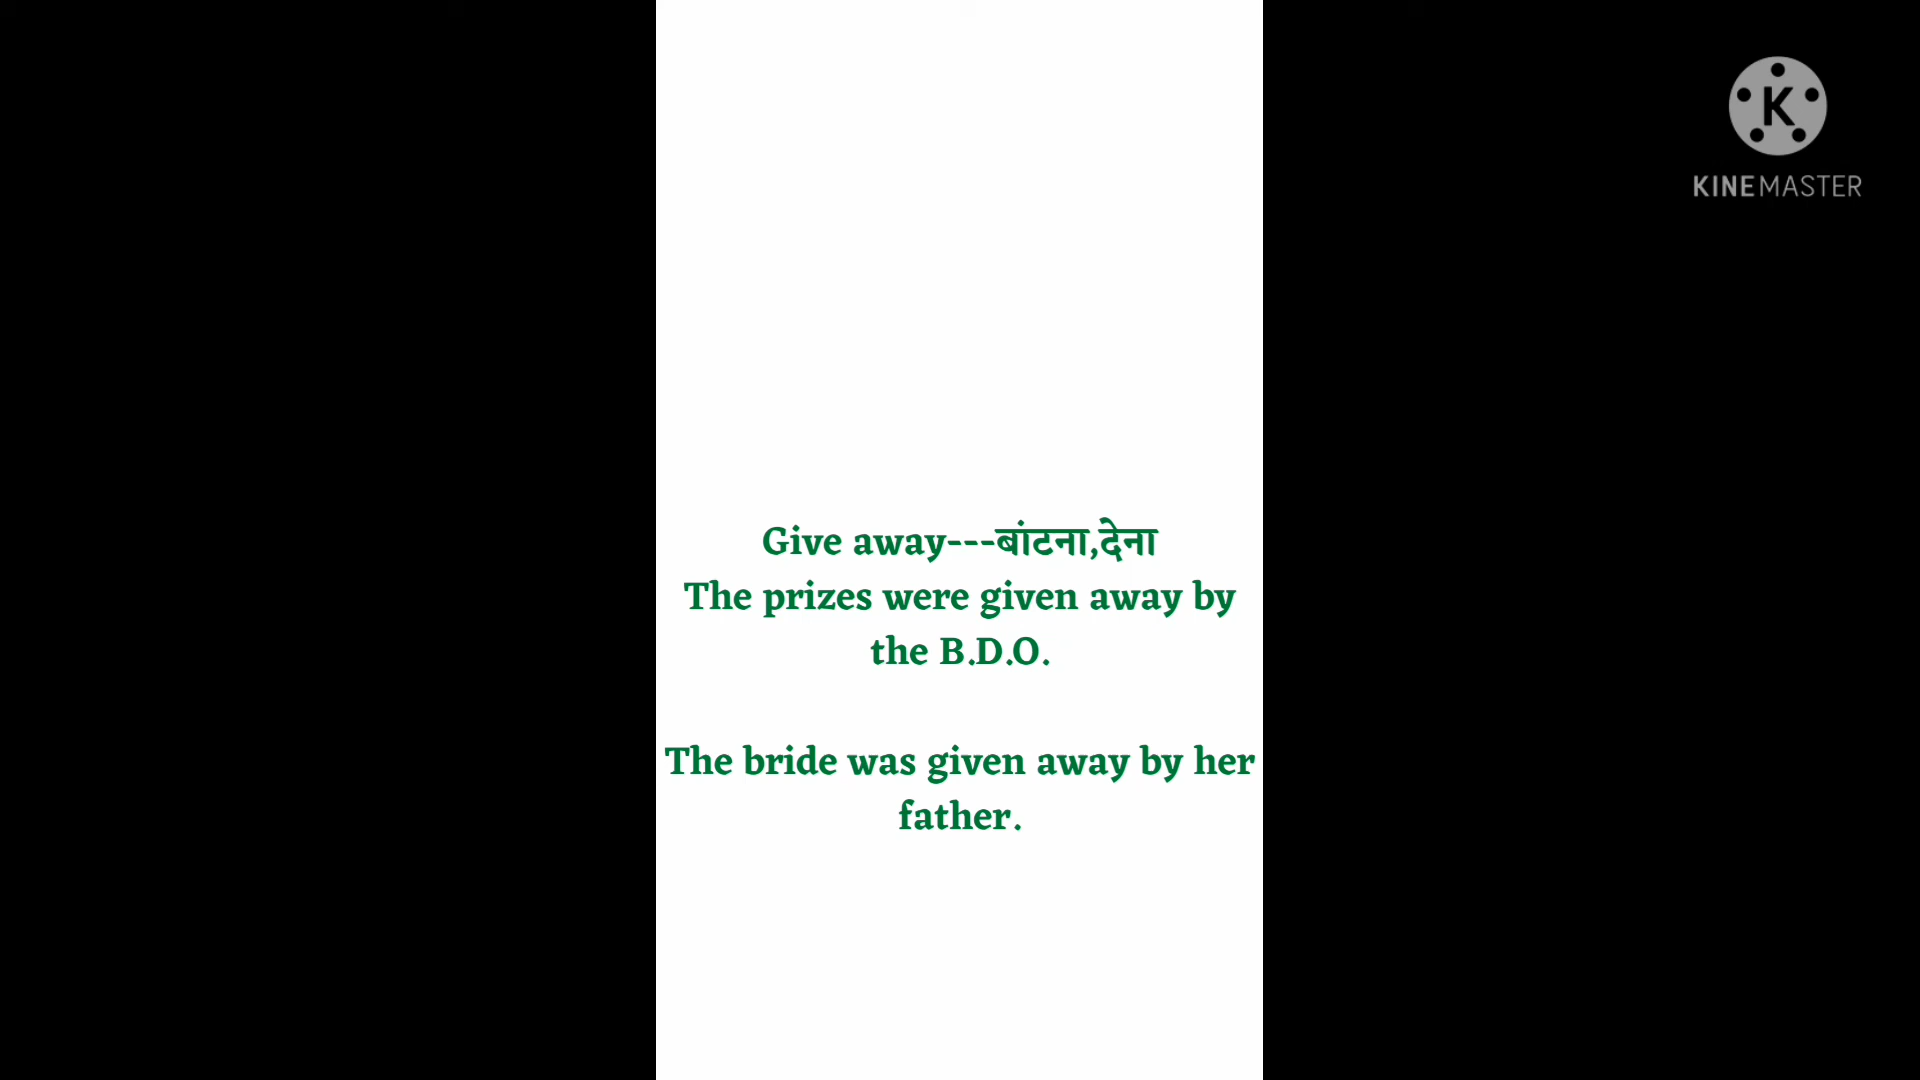 K
KINEMASTER
Give away---बांटना,देना
The prizes were given away by
the B.D.O.
The bride was given away by her
father.